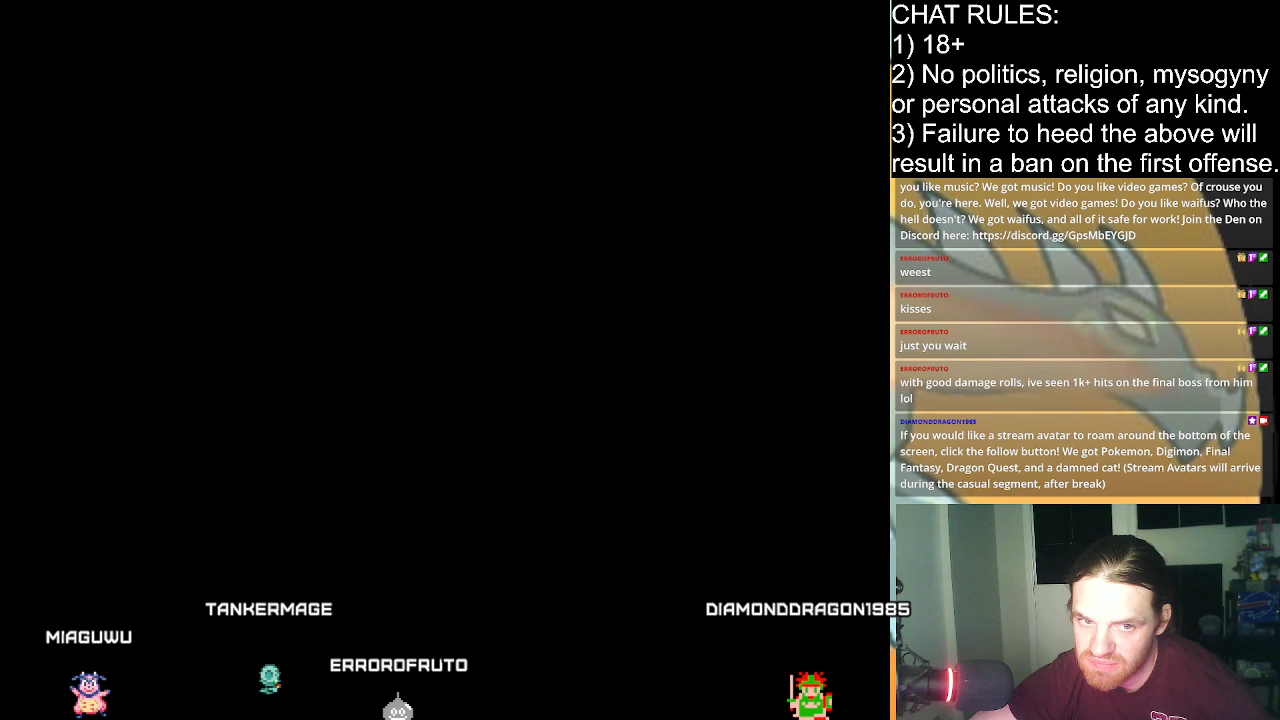 CHAT RULES:
1) 18+
2) No politics, religion, mysogyny
or personal attacks of any kind.
3) Failure to heed the above will
result in a ban on the first offense.
you like music? We got music! Do you like video games? Of crouse you
do, you're here. Well, we got video games! Do you like waifus? Who the
hell doesn't? We got waifus, and all of it safe for work! Join the Den on
Discord here: https://discord.gg/GpsMbEYGJD
ERROROFRUTO
weest
ERROROFRUTO
kisses
ERROROFRUTO
just you wait
ERROROFRUTO
with good damage rolls, ive seen 1k+ hits on the final boss from him
lol
DIAMONDDRAGON1985
If you would like a stream avatar to roam around the bottom of the
screen, click the follow button! We got Pokemon, Digimon, Final
Fantasy, Dragon Quest, and a damned cat! (Stream Avatars will arrive
during the casual segment, after break)
TANKERMAGE
DIAMONDDRAGON1985
MIAGUWU
ERROROFRUTO